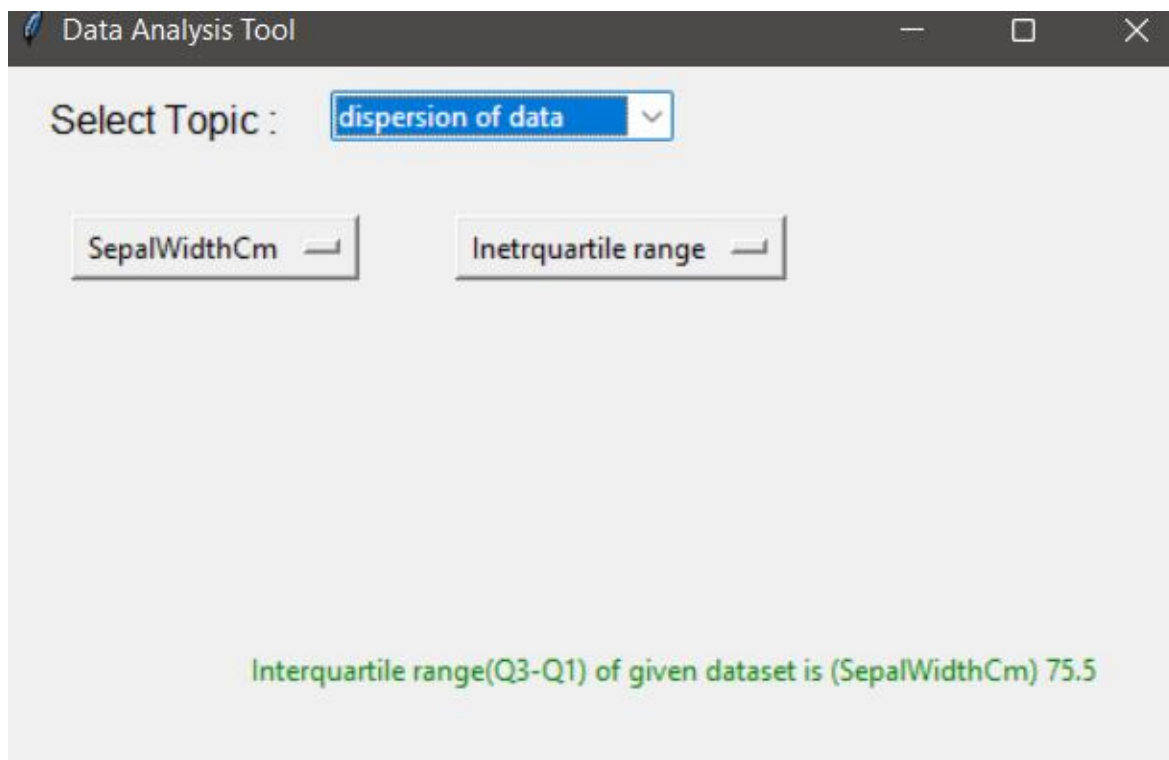 Data Analysis Tool
Select Topic :
dispersion of data
SepalWidthCm
Inetrquartile range
Interquartile range(Q3-Q1) of given dataset is (SepalWidthCm) 75.5